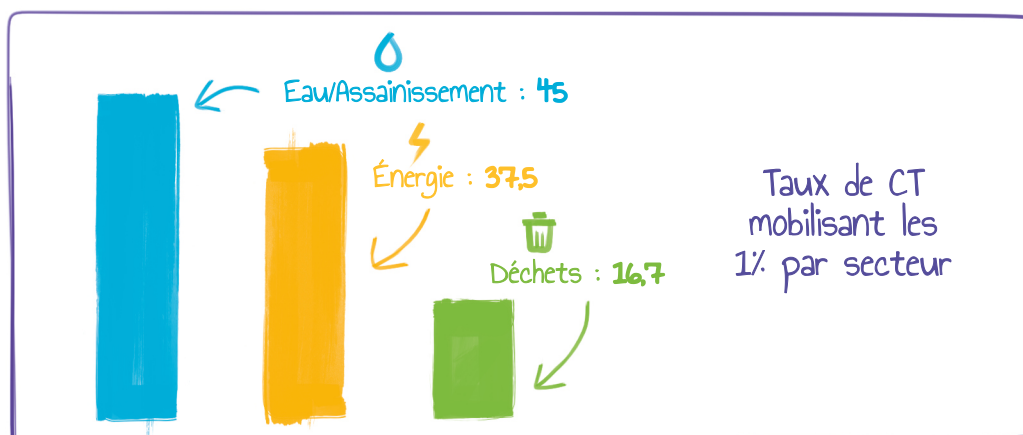 Eau/Assainissement : 45
Énergie : 37,5
Déchets : 16,7
Taux de CT
mobilisant les
1% par secteur